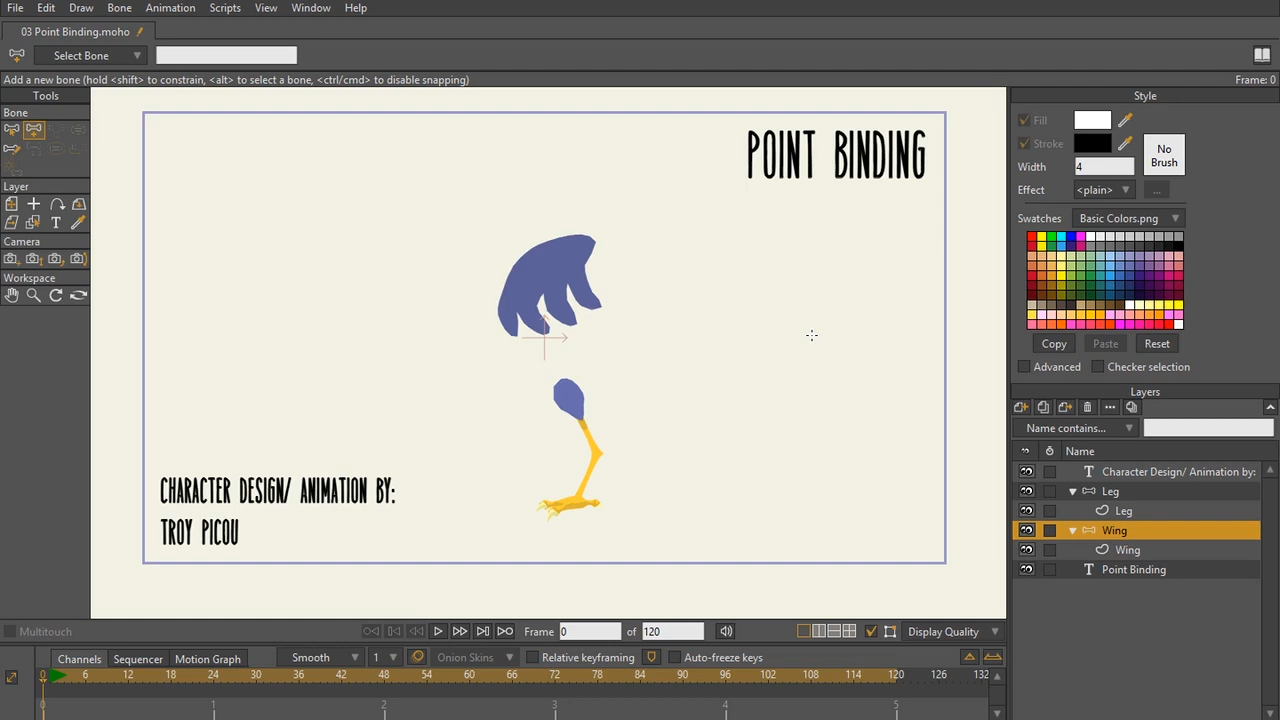 File Edit Draw Bone Animation Scripts View Window Help
03 Point Binding.moho
Select Bone
Add a new bone (hold <shift> to constrain, <alt> to select a bone, <ctrl/cmd> to disable snapping)
Frame: 0
Tools
Bone
Layer
Camera
Workspace
POINT BINDING
CHARACTER DESIGN/ ANIMATION BY:
TROY PICOU
Style
Fill
Stroke
Width
4
No
Brush
Effect
<plain>
...
Swatches
Basic Colors.png
Copy
Paste
Reset
Advanced
Checker selection
Layers
Name contains...
Name
Character Design/ Animation by:
Leg
Leg
Wing
Wing
Point Binding
Multitouch
Frame 0 of 120
Display Quality
Channels Sequencer Motion Graph
Smooth
1
Onion Skins
Relative keyframing
Auto-freeze keys
0 6 12 18 24 30 36 42 48 54 60 66 72 78 84 90 96 102 108 114 120 126 132
0 1 2 3 4 5